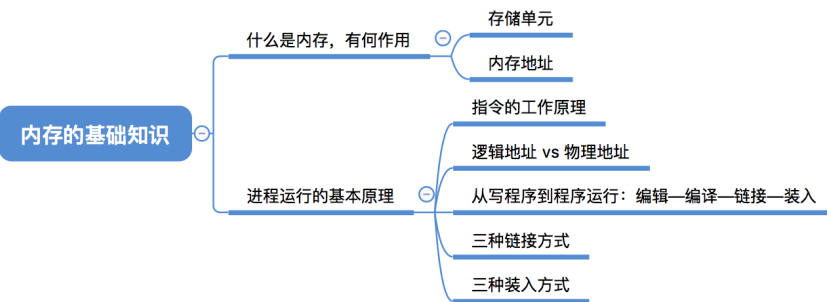 内存的基础知识
什么是内存，有何作用
存储单元
内存地址
进程运行的基本原理
指令的工作原理
逻辑地址 vs 物理地址
从写程序到程序运行：编辑—编译—链接—装入
三种链接方式
三种装入方式